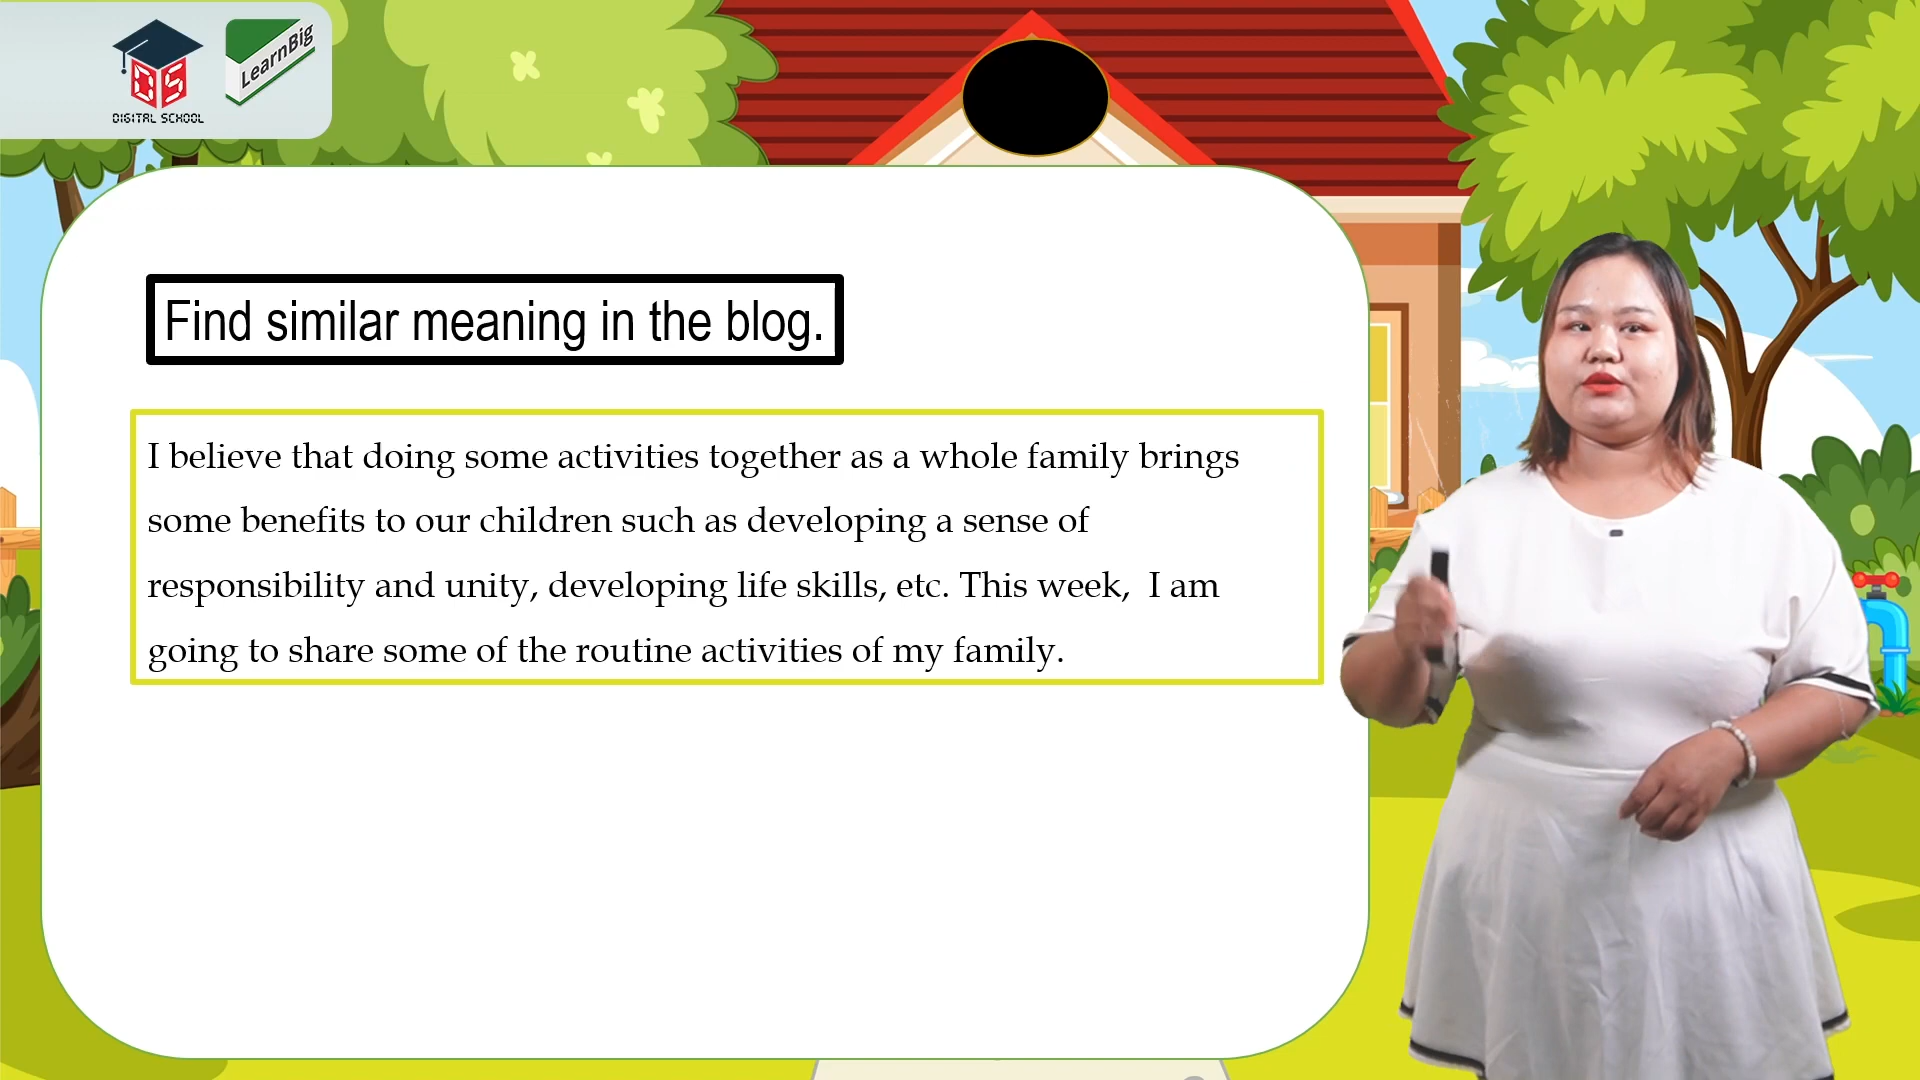 DS
DIGITAL SCHOOL
LearnBig
Find similar meaning in the blog.
I believe that doing some activities together as a whole family brings
some benefits to our children such as developing a sense of
responsibility and unity, developing life skills, etc. This week,  I am
going to share some of the routine activities of my family.